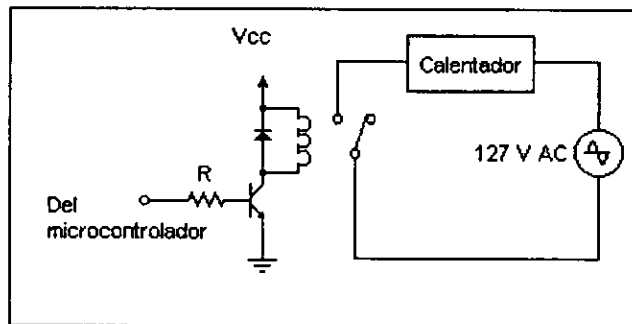 Vcc
Calentador
127 V AC
R
Del
microcontrolador